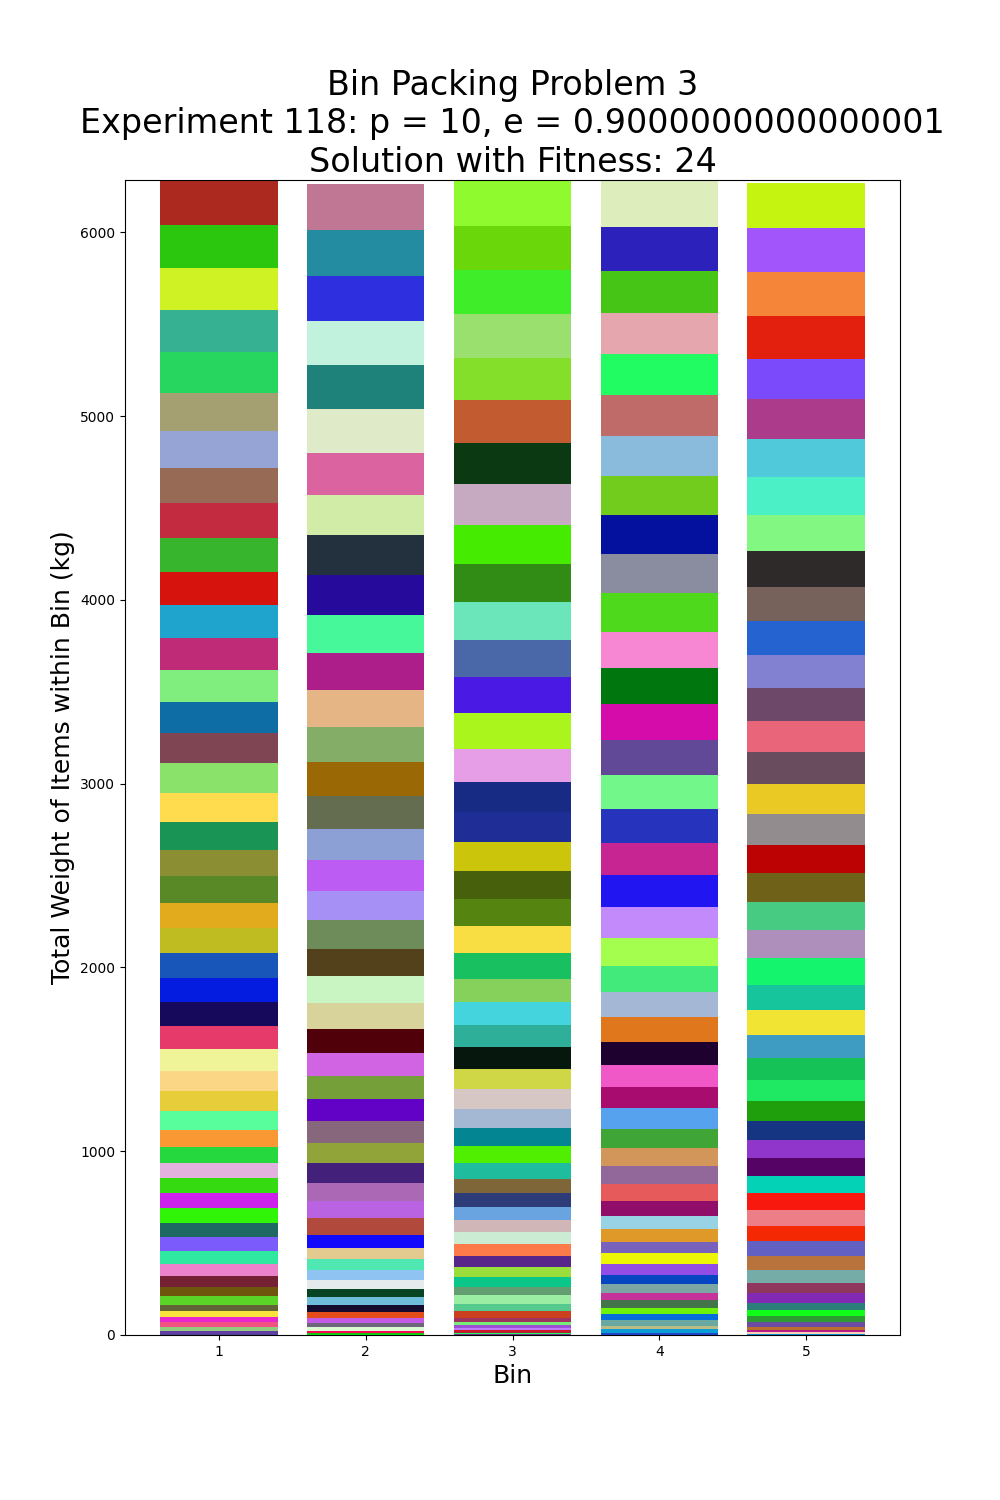 Bin Packing Problem 3
Experiment 118: p = 10, e = 0.9000000000000001
Solution with Fitness: 24
Total Weight of Items within Bin (kg)
6000
5000
4000
3000
2000
1000
0
1
2
3
4
5
Bin